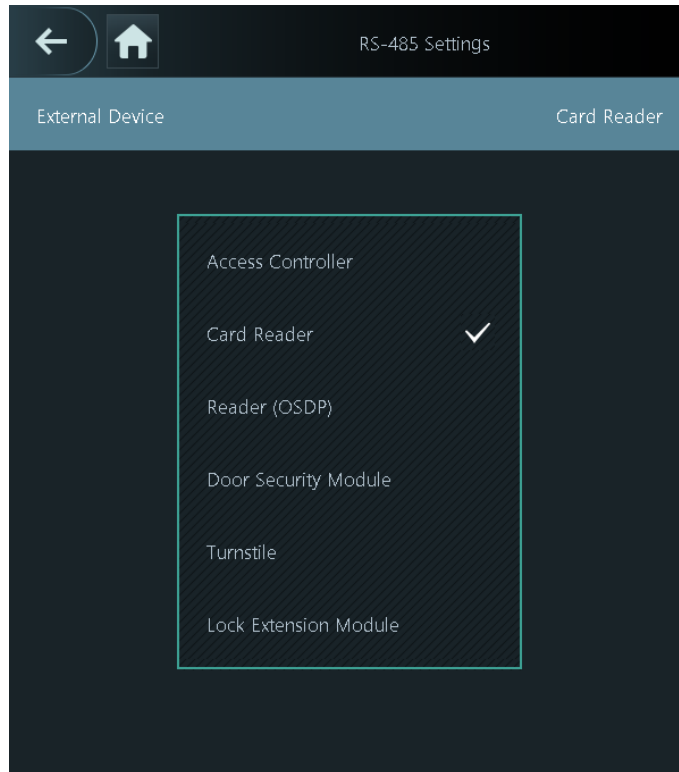 RS-485 Settings
External Device Card Reader
Access Controller
Card Reader
Reader (OSDP)
Door Security Module
Turnstile
Lock Extension Module